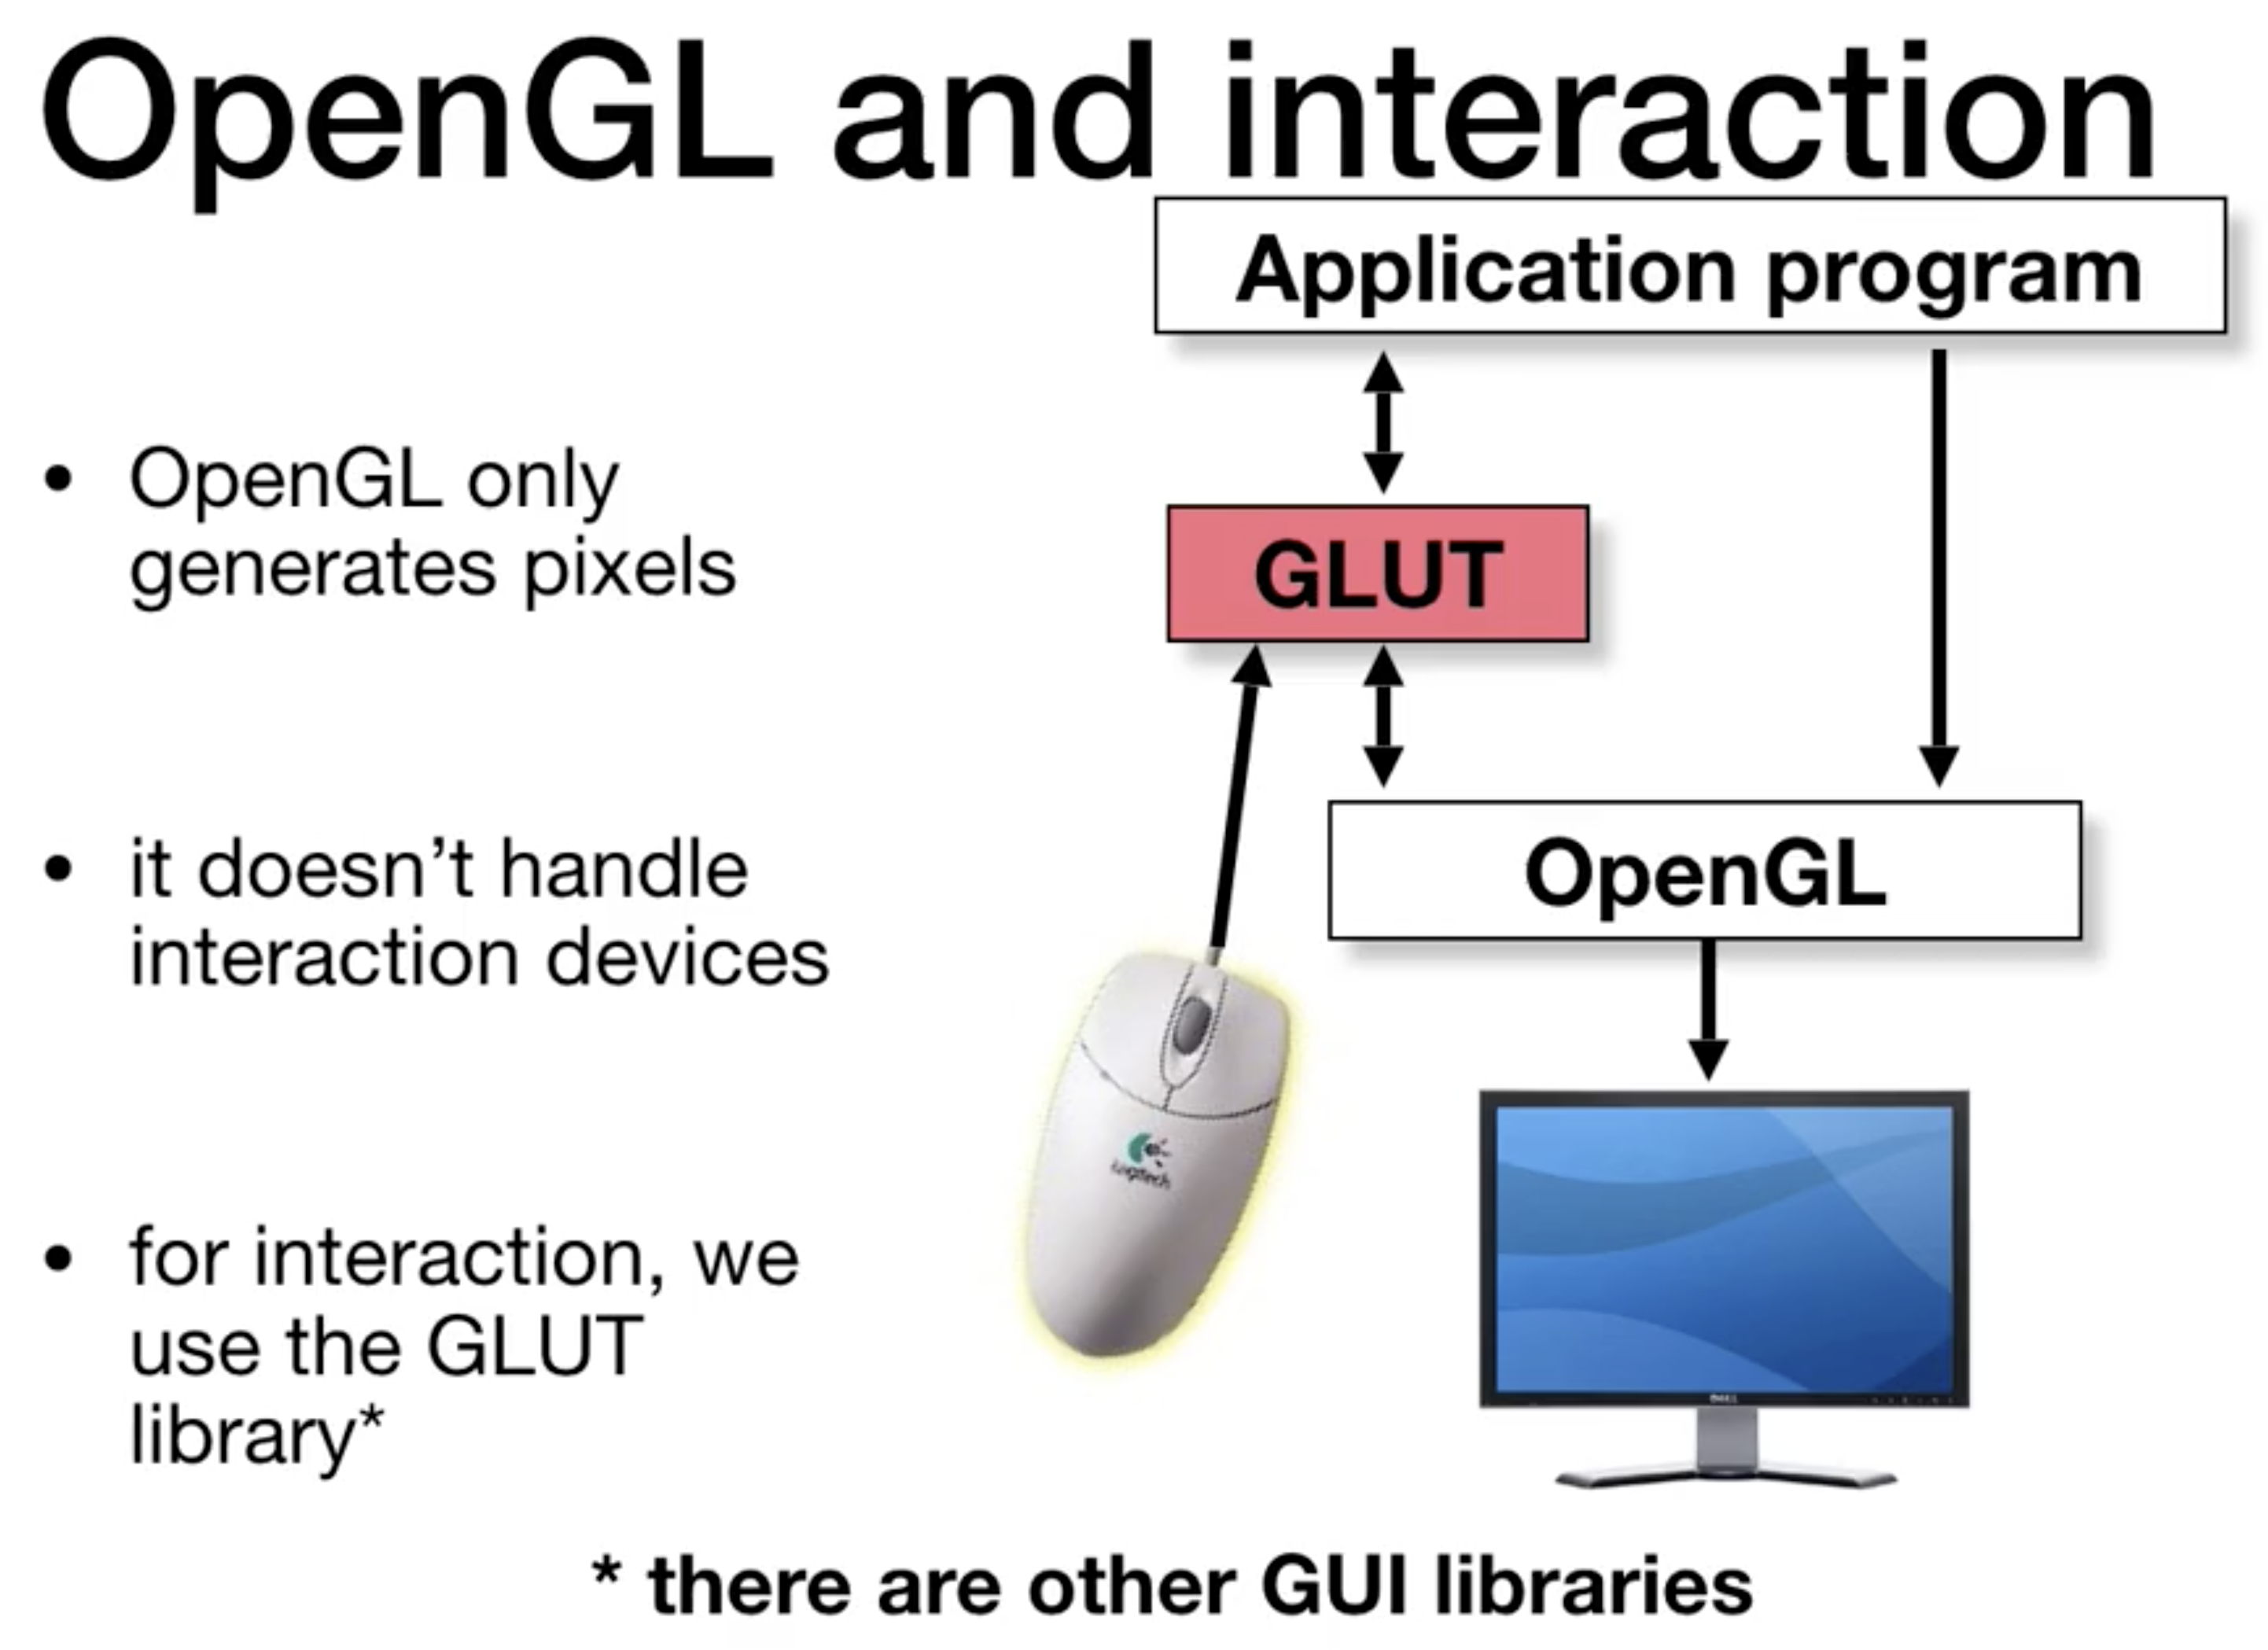 OpenGL and interaction
Application program
• OpenGL only
generates pixels
GLUT
• it doesn't handle
interaction devices
OpenGL
Logitech
• for interaction, we
use the GLUT
library*
DELL
* there are other GUI libraries